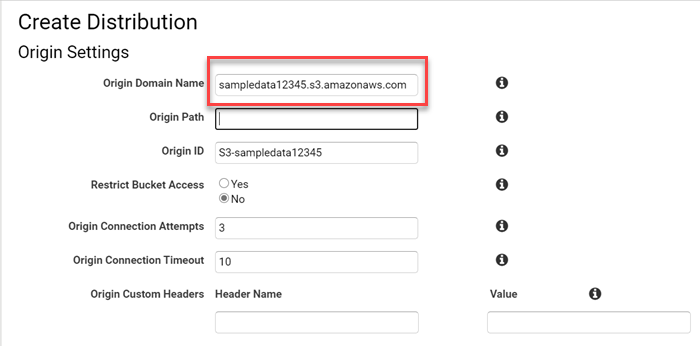 Create Distribution
Origin Settings
Origin Domain Name sampledata12345.s3.amazonaws.com
Origin Path
Origin ID S3-sampledata12345
Restrict Bucket Access Yes
No
Origin Connection Attempts 3
Origin Connection Timeout 10
Origin Custom Headers Header Name Value